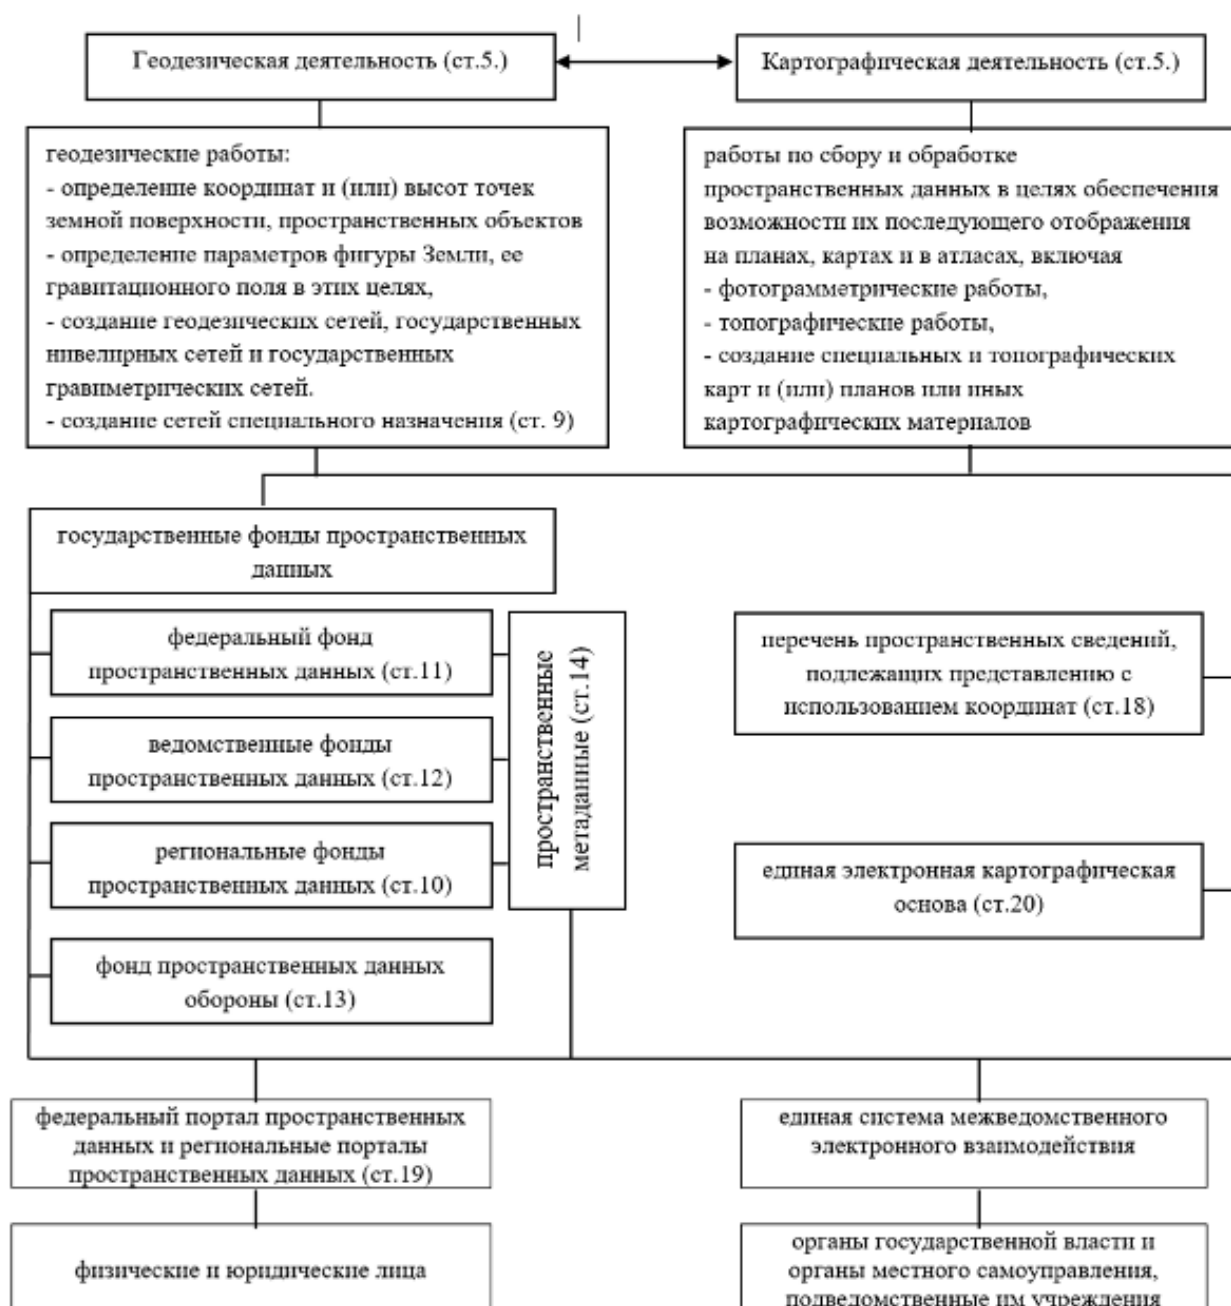 Геодезическая деятельность (ст.5.)
Картографическая деятельность (ст.5.)
геодезические работы:
- определение координат и (или) высот точек
земной поверхности, пространственных объектов
- определение параметров фигуры Земли, ее
гравитационного поля в этих целях,
- создание геодезических сетей, государственных
нивелирных сетей и государственных
гравиметрических сетей.
- создание сетей специального назначения (ст. 9)
работы по сбору и обработке
пространственных данных в целях обеспечения
возможности их последующего отображения
на планах, картах и в атласах, включая
- фотограмметрические работы,
- топографические работы,
- создание специальных и топографических
карт и (или) планов или иных
картографических материалов
государственные фонды пространственных
данных
федеральный фонд
пространственных данных (ст.11)
ведомственные фонды
пространственных данных (ст.12)
региональные фонды
пространственных данных (ст.10)
фонд пространственных данных
обороны (ст.13)
пространственные
метаданные (ст.14)
перечень пространственных сведений,
подлежащих представлению с
использованием координат (ст.18)
единая электронная картографическая
основа (ст.20)
федеральный портал пространственных
данных и региональные порталы
пространственных данных (ст.19)
единая система межведомственного
электронного взаимодействия
физические и юридические лица
органы государственной власти и
органы местного самоуправления,
подведомственные им учреждения